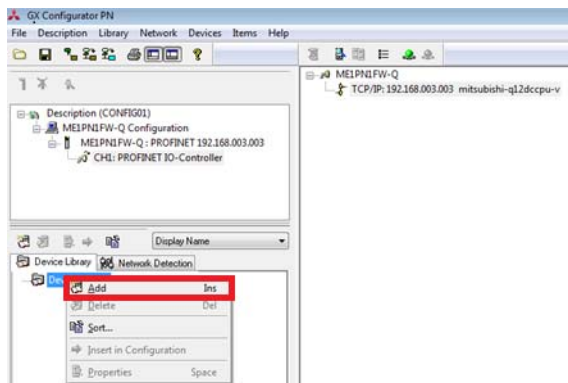 GX Configurator PN
File Description Library Network Devices Items Help
Description (CONFIG01)
ME1PN1FW-Q Configuration
ME1PN1FW-Q : PROFINET 192.168.003.003
CH1: PROFINET IO-Controller
ME1PN1FW-Q
TCP/IP: 192.168.003.003 mitsubishi-q12dccpu-v
Display Name
Device Library Network Detection
Add Ins
Delete Del
Sort...
Insert in Configuration
Properties Space